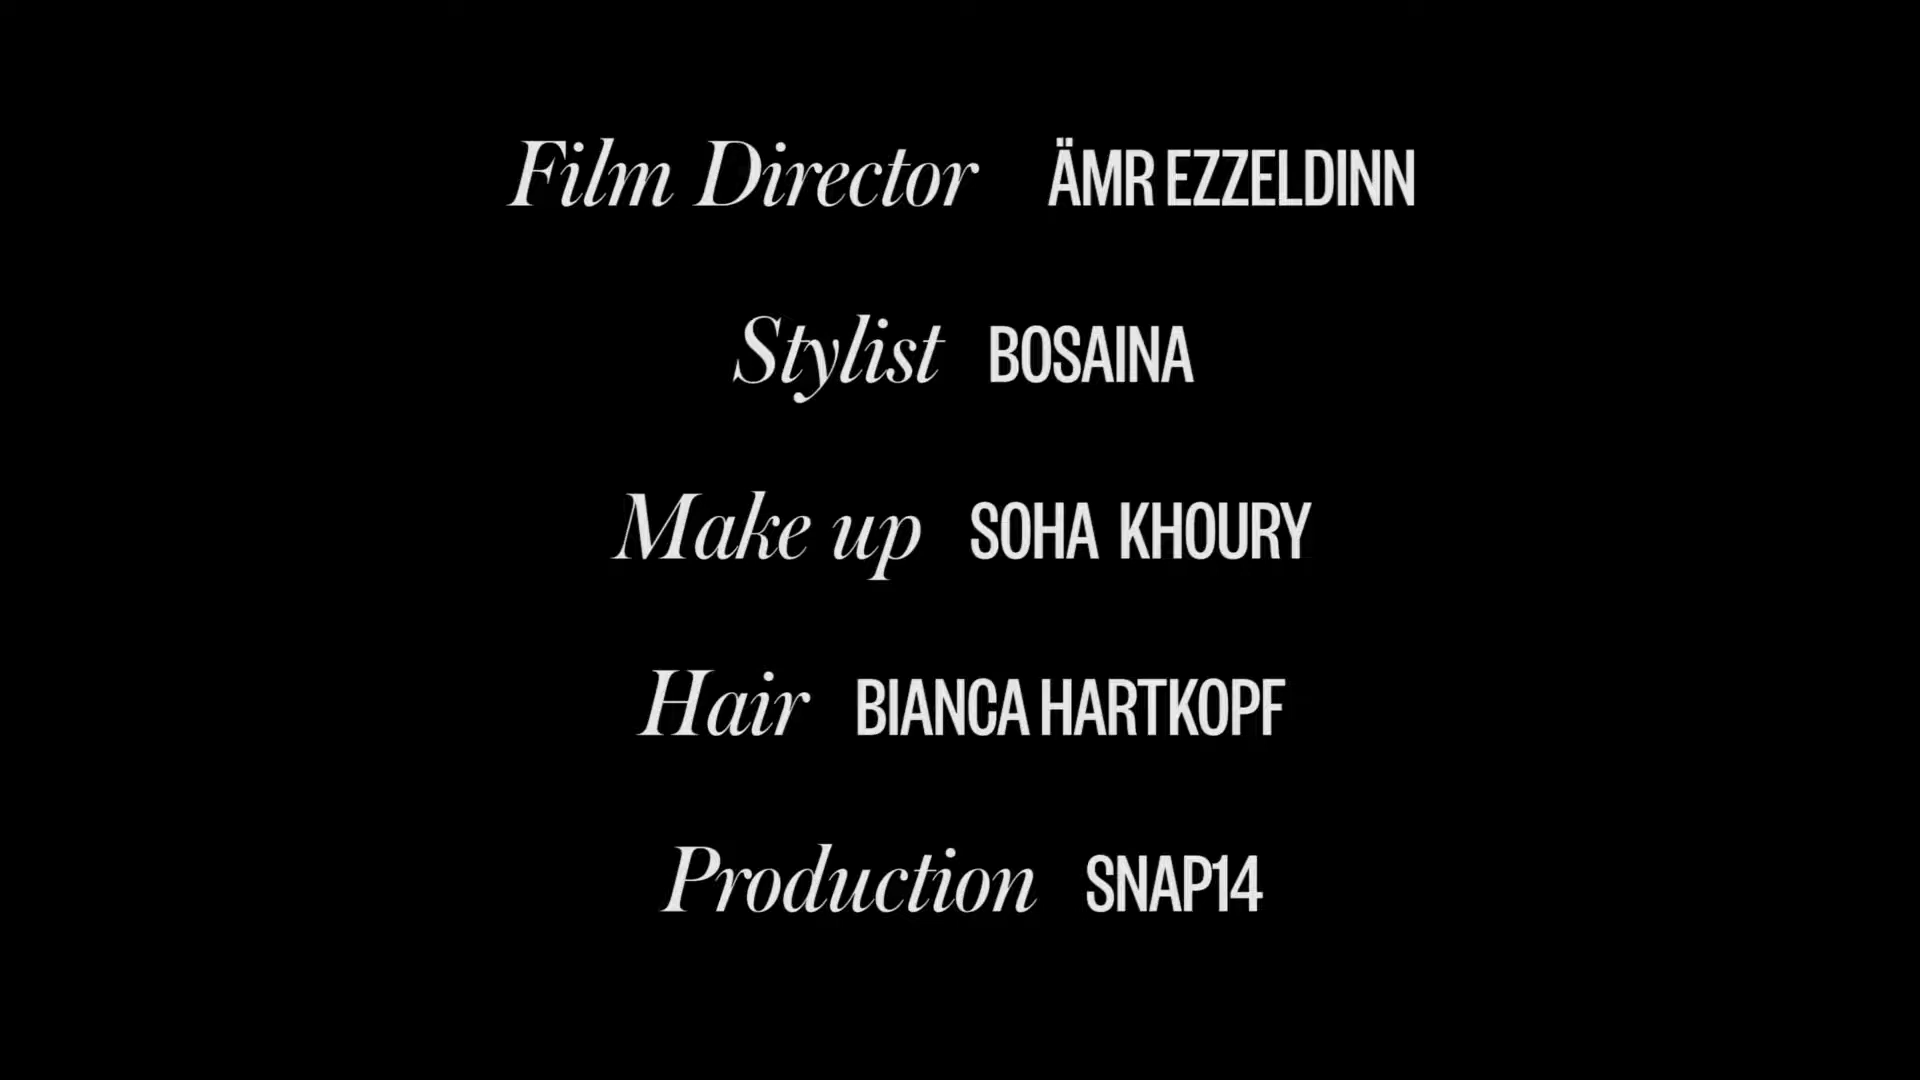 Film Director ÄMR EZZELDINN
Stylist BOSAINA
Make up SOHA KHOURY
Hair BIANCA HARTKOPF
Production SNAP14